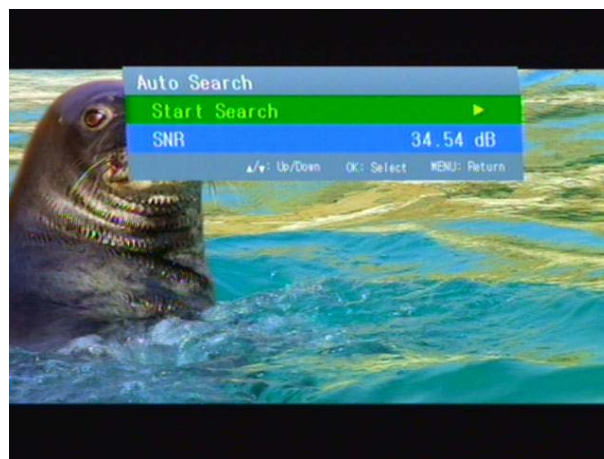 Auto Search
Start Search ►
SNR 34.54 dB
▲/▼: Up/Down OK: Select MENU: Return